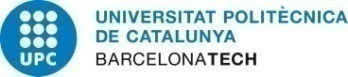 UPC
UNIVERSITAT POLITÈCNICA
DE CATALUNYA
BARCELONATECH